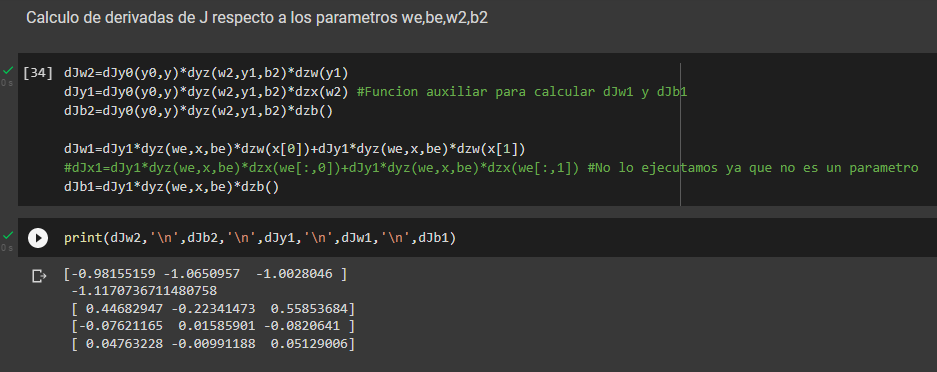 Calculo de derivadas de J respecto a los parametros we,be,w2,b2
[34] dJw2=dJy0(y0,y)*dyz(w2,y1,b2)*dzw(y1)
dJy1=dJy0(y0,y)*dyz(w2,y1,b2)*dzx(w2) #Funcion auxiliar para calcular dJw1 y dJb1
dJb2=dJy0(y0,y)*dyz(w2,y1,b2)*dzb()
dJw1=dJy1*dyz(we,x,be)*dzw(x[0])+dJy1*dyz(we,x,be)*dzw(x[1])
#dJx1=dJy1*dyz(we,x,be)*dzx(we[:,0])+dJy1*dyz(we,x,be)*dzx(we[:,1]) #No lo ejecutamos ya que no es un parametro
dJb1=dJy1*dyz(we,x,be)*dzb()
0 s
print(dJw2,'\n',dJb2,'\n',dJy1,'\n',dJw1,'\n',dJb1)
0 s
[-0.98155159 -1.0650957  -1.0028046 ]
-1.1170736711480758
[ 0.44682947 -0.22341473  0.55853684]
[-0.07621165  0.01585901 -0.0820641 ]
[ 0.04763228 -0.00991188  0.05129006]